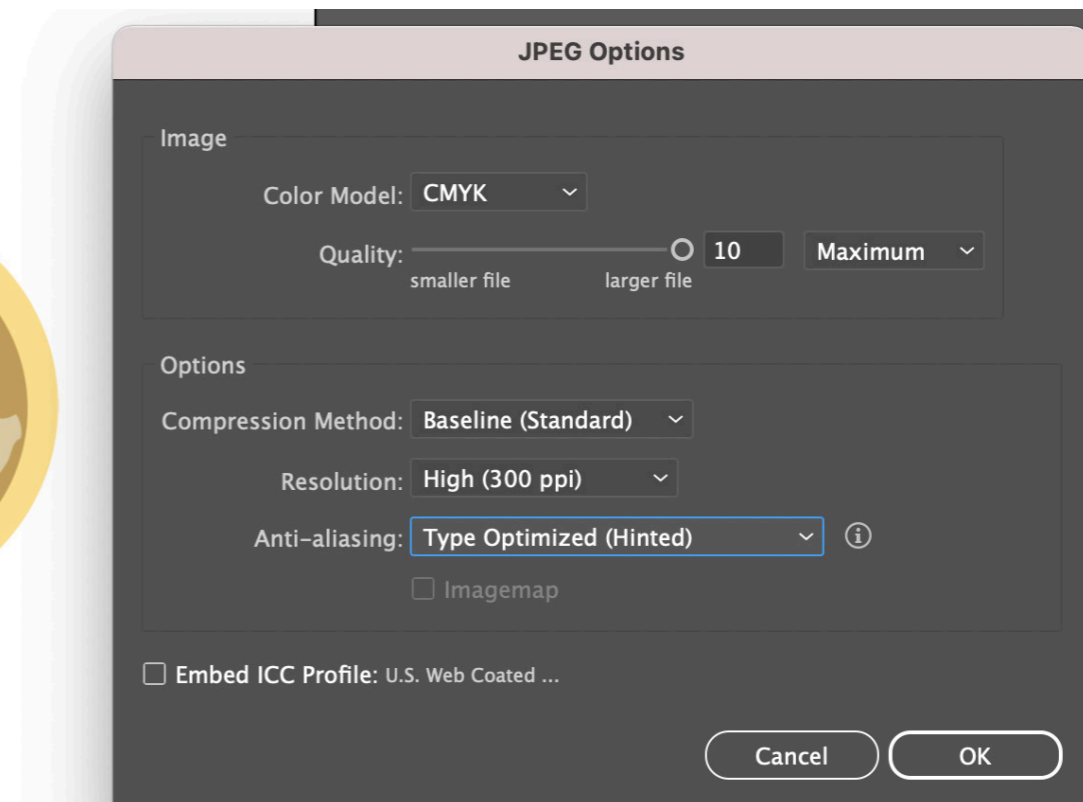 JPEG Options
Image
Color Model: CMYK
Quality: 10 Maximum
smaller file larger file
Options
Compression Method: Baseline (Standard)
Resolution: High (300 ppi)
Anti-aliasing: Type Optimized (Hinted)
Imagemap
Embed ICC Profile: U.S. Web Coated ...
Cancel OK